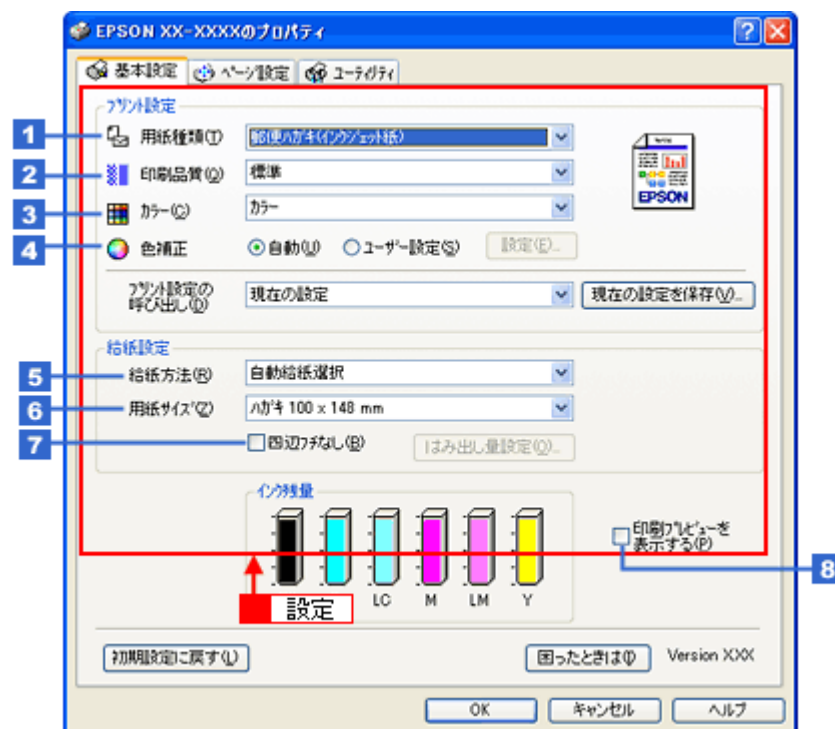 EPSON XX-XXXXのプロパティ
基本設定 ページ設定 ユーティリティ
プリント設定
1 用紙種類(T) 郵便ハガキ(インクジェット紙)
2 印刷品質(Q) 標準
EPSON
3 カラー(C) カラー
4 色補正 自動(U) ユーザー設定(S) 設定(E)...
プリント設定の
呼び出し(D) 現在の設定 現在の設定を保存(V)...
給紙設定
5 給紙方法(R) 自動給紙選択
6 用紙サイズ(Z) ハガキ 100 x 148 mm
7 四辺フチなし(B) はみ出し量設定(O)...
インク残量
印刷プレビューを
表示する(P)
8
設定 LC M LM Y
初期設定に戻す(L) 困ったときは(I) Version XXX
OK キャンセル ヘルプ